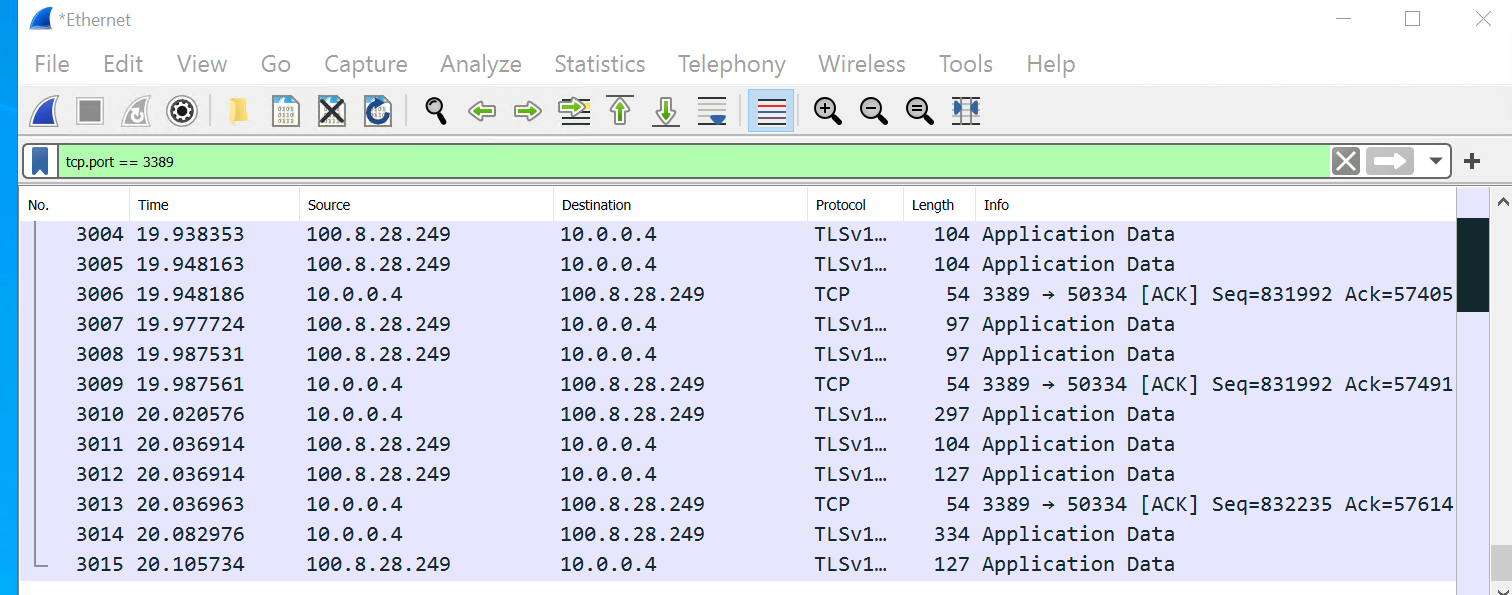 *Ethernet
File Edit View Go Capture Analyze Statistics Telephony Wireless Tools Help
tcp.port == 3389
No. Time Source Destination Protocol Length Info
3004 19.938353 100.8.28.249 10.0.0.4 TLSv1… 104 Application Data
3005 19.948163 100.8.28.249 10.0.0.4 TLSv1… 104 Application Data
3006 19.948186 10.0.0.4 100.8.28.249 TCP 54 3389 → 50334 [ACK] Seq=831992 Ack=57405
3007 19.977724 100.8.28.249 10.0.0.4 TLSv1… 97 Application Data
3008 19.987531 100.8.28.249 10.0.0.4 TLSv1… 97 Application Data
3009 19.987561 10.0.0.4 100.8.28.249 TCP 54 3389 → 50334 [ACK] Seq=831992 Ack=57491
3010 20.020576 10.0.0.4 100.8.28.249 TLSv1… 297 Application Data
3011 20.036914 100.8.28.249 10.0.0.4 TLSv1… 104 Application Data
3012 20.036914 100.8.28.249 10.0.0.4 TLSv1… 127 Application Data
3013 20.036963 10.0.0.4 100.8.28.249 TCP 54 3389 → 50334 [ACK] Seq=832235 Ack=57614
3014 20.082976 10.0.0.4 100.8.28.249 TLSv1… 334 Application Data
3015 20.105734 100.8.28.249 10.0.0.4 TLSv1… 127 Application Data